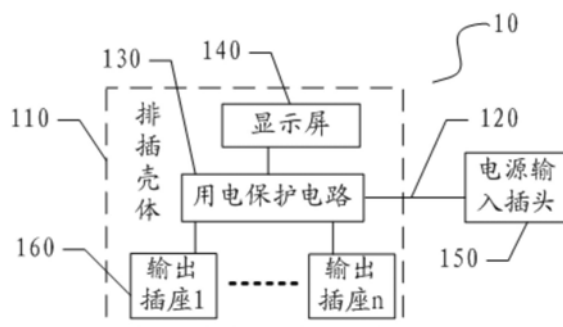 10
140
130
显示屏
110
排插壳体
用电保护电路
120
电源输
入插头
150
160
输出
插座1
输出
插座n